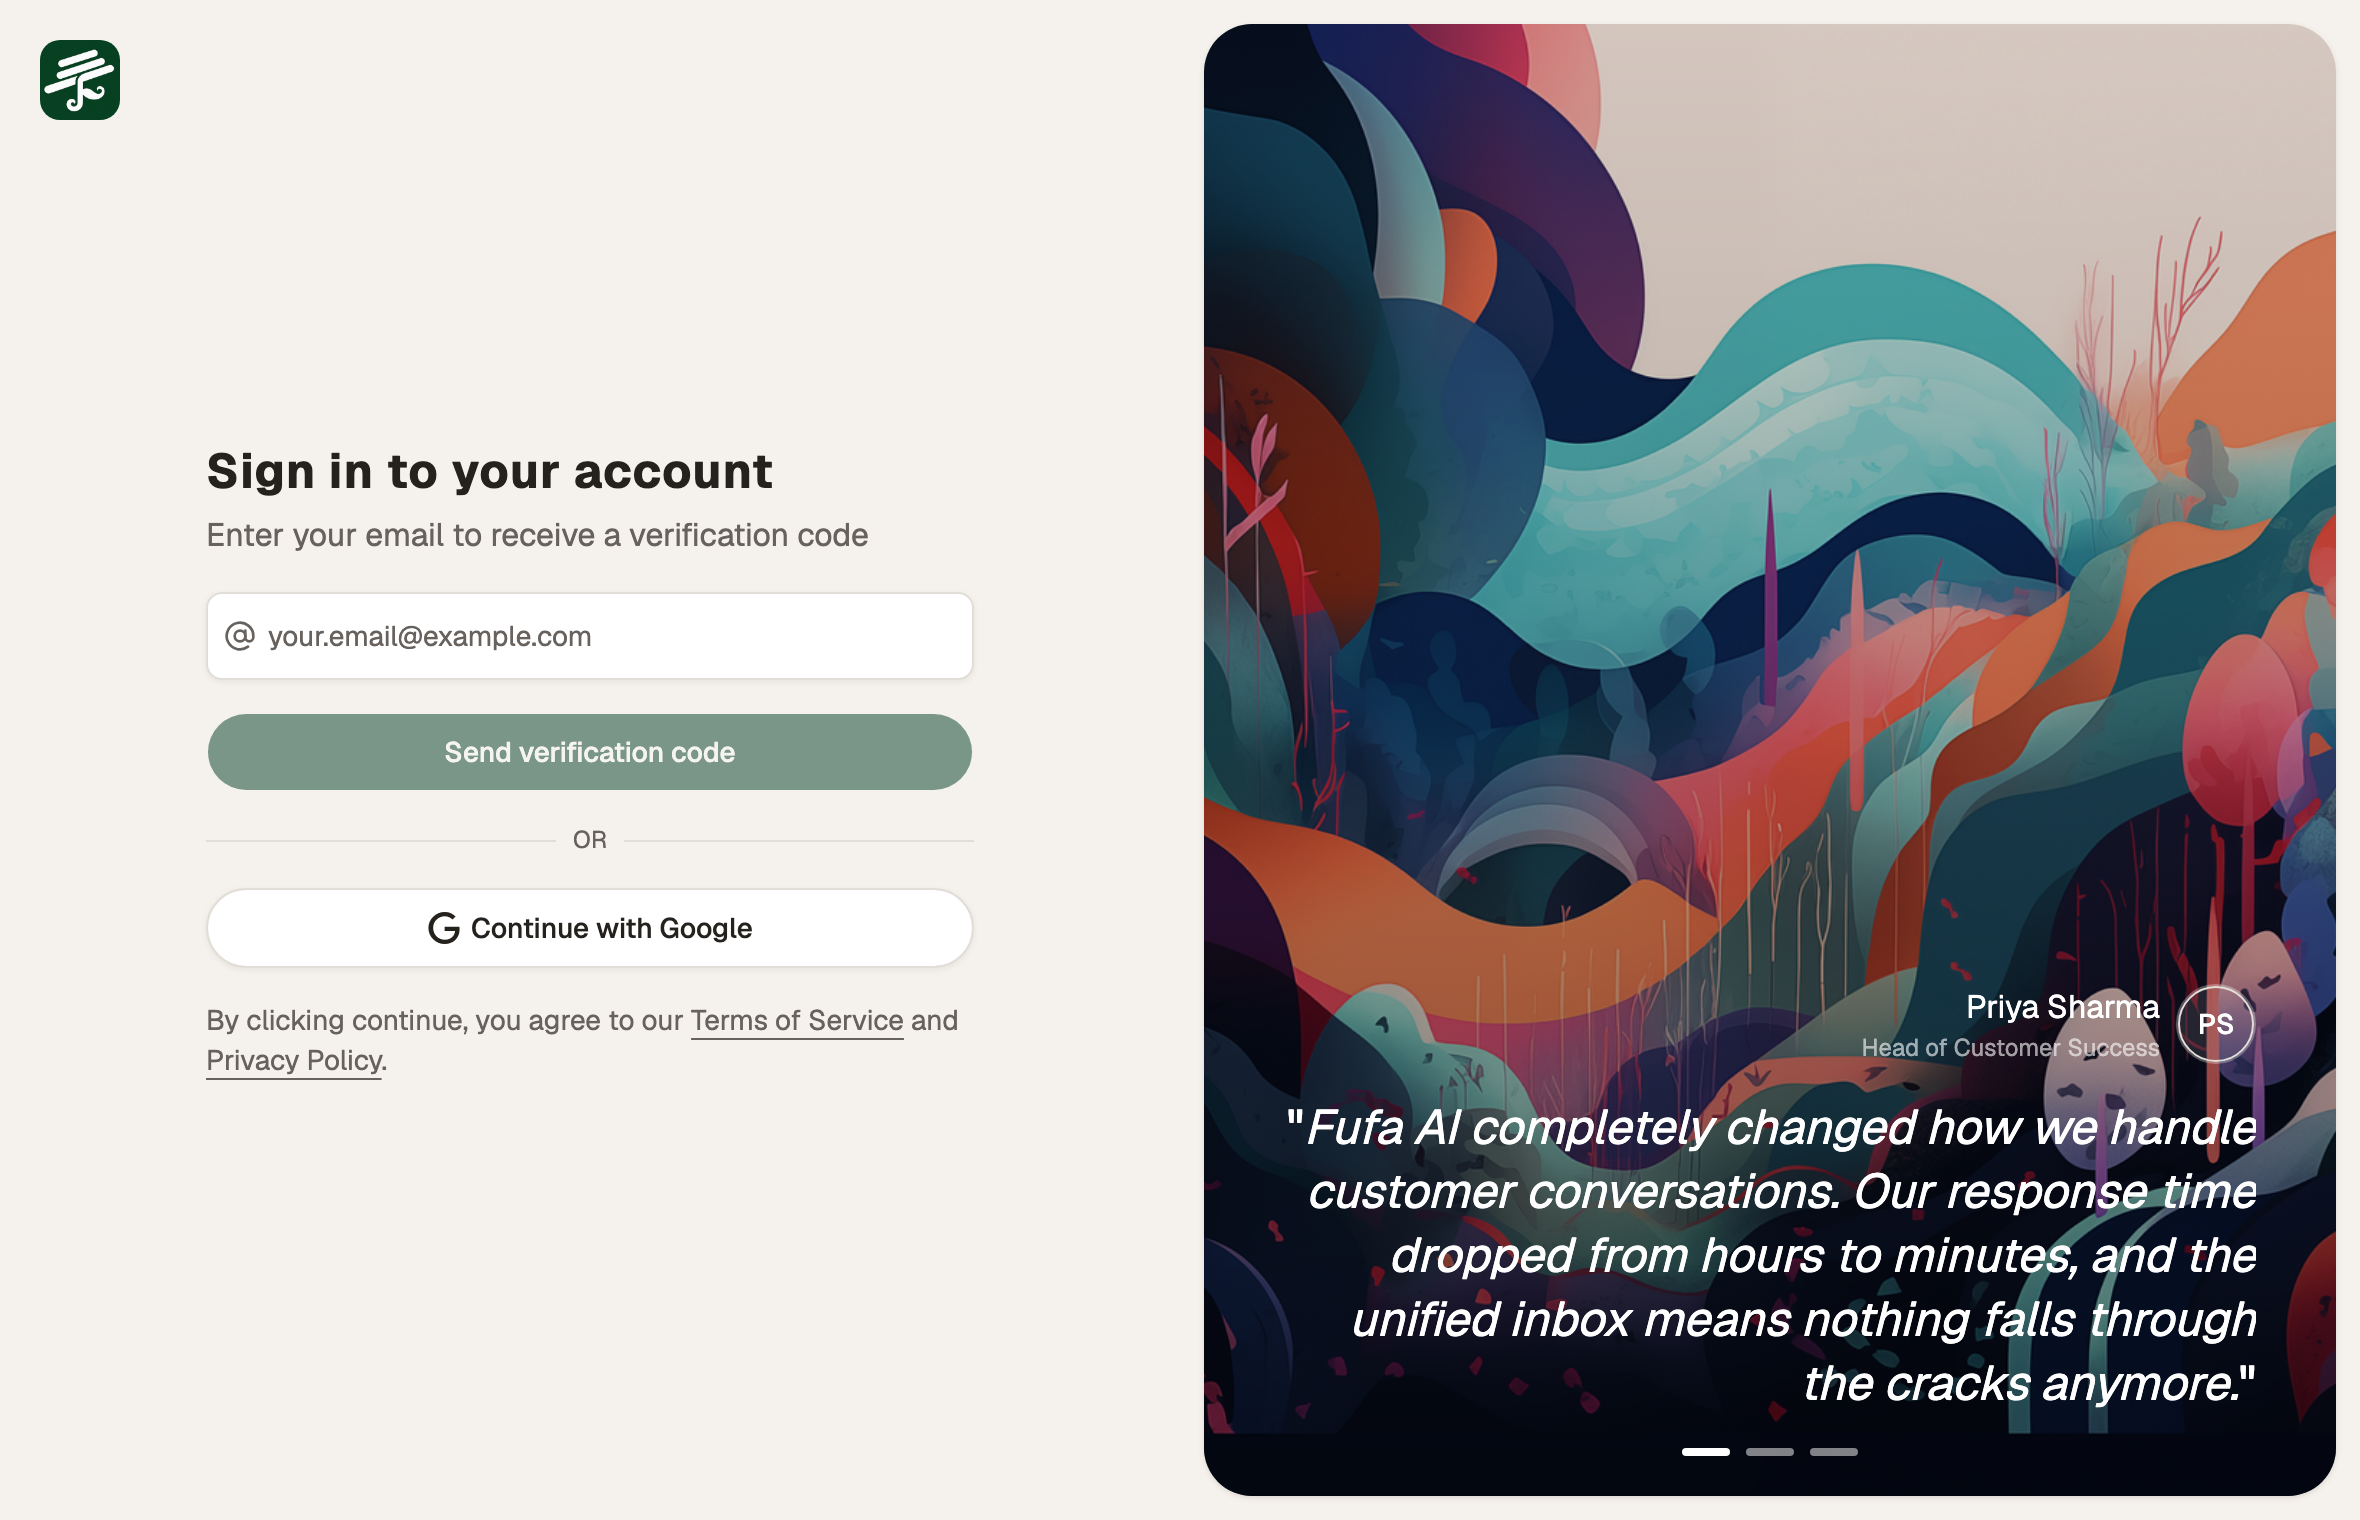 Sign in to your account
Enter your email to receive a verification code
@ your.email@example.com
Send verification code
OR
G Continue with Google
By clicking continue, you agree to our Terms of Service and
Privacy Policy.
Priya Sharma
Head of Customer Success
PS
"Fufa AI completely changed how we handle
customer conversations. Our response time
dropped from hours to minutes, and the
unified inbox means nothing falls through
the cracks anymore."